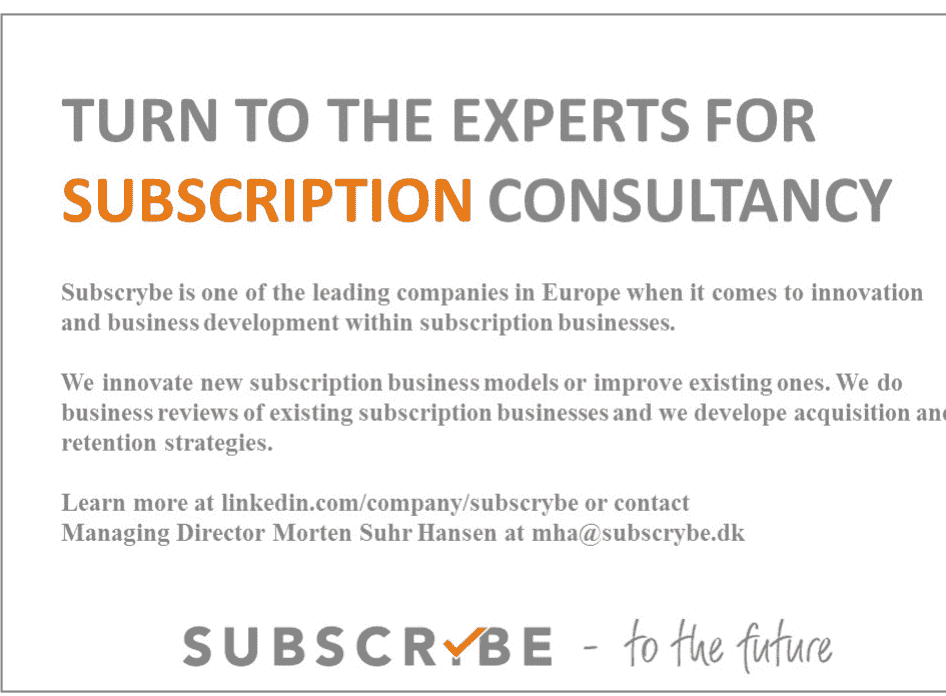 TURN TO THE EXPERTS FOR
SUBSCRIPTION CONSULTANCY
Subscrybe is one of the leading companies in Europe when it comes to innovation
and business development within subscription businesses.
We innovate new subscription business models or improve existing ones. We do
business reviews of existing subscription businesses and we develope acquisition and
retention strategies.
Learn more at linkedin.com/company/subscrybe or contact
Managing Director Morten Suhr Hansen at mha@subscrybe.dk
SUBSCRYBE - to the future